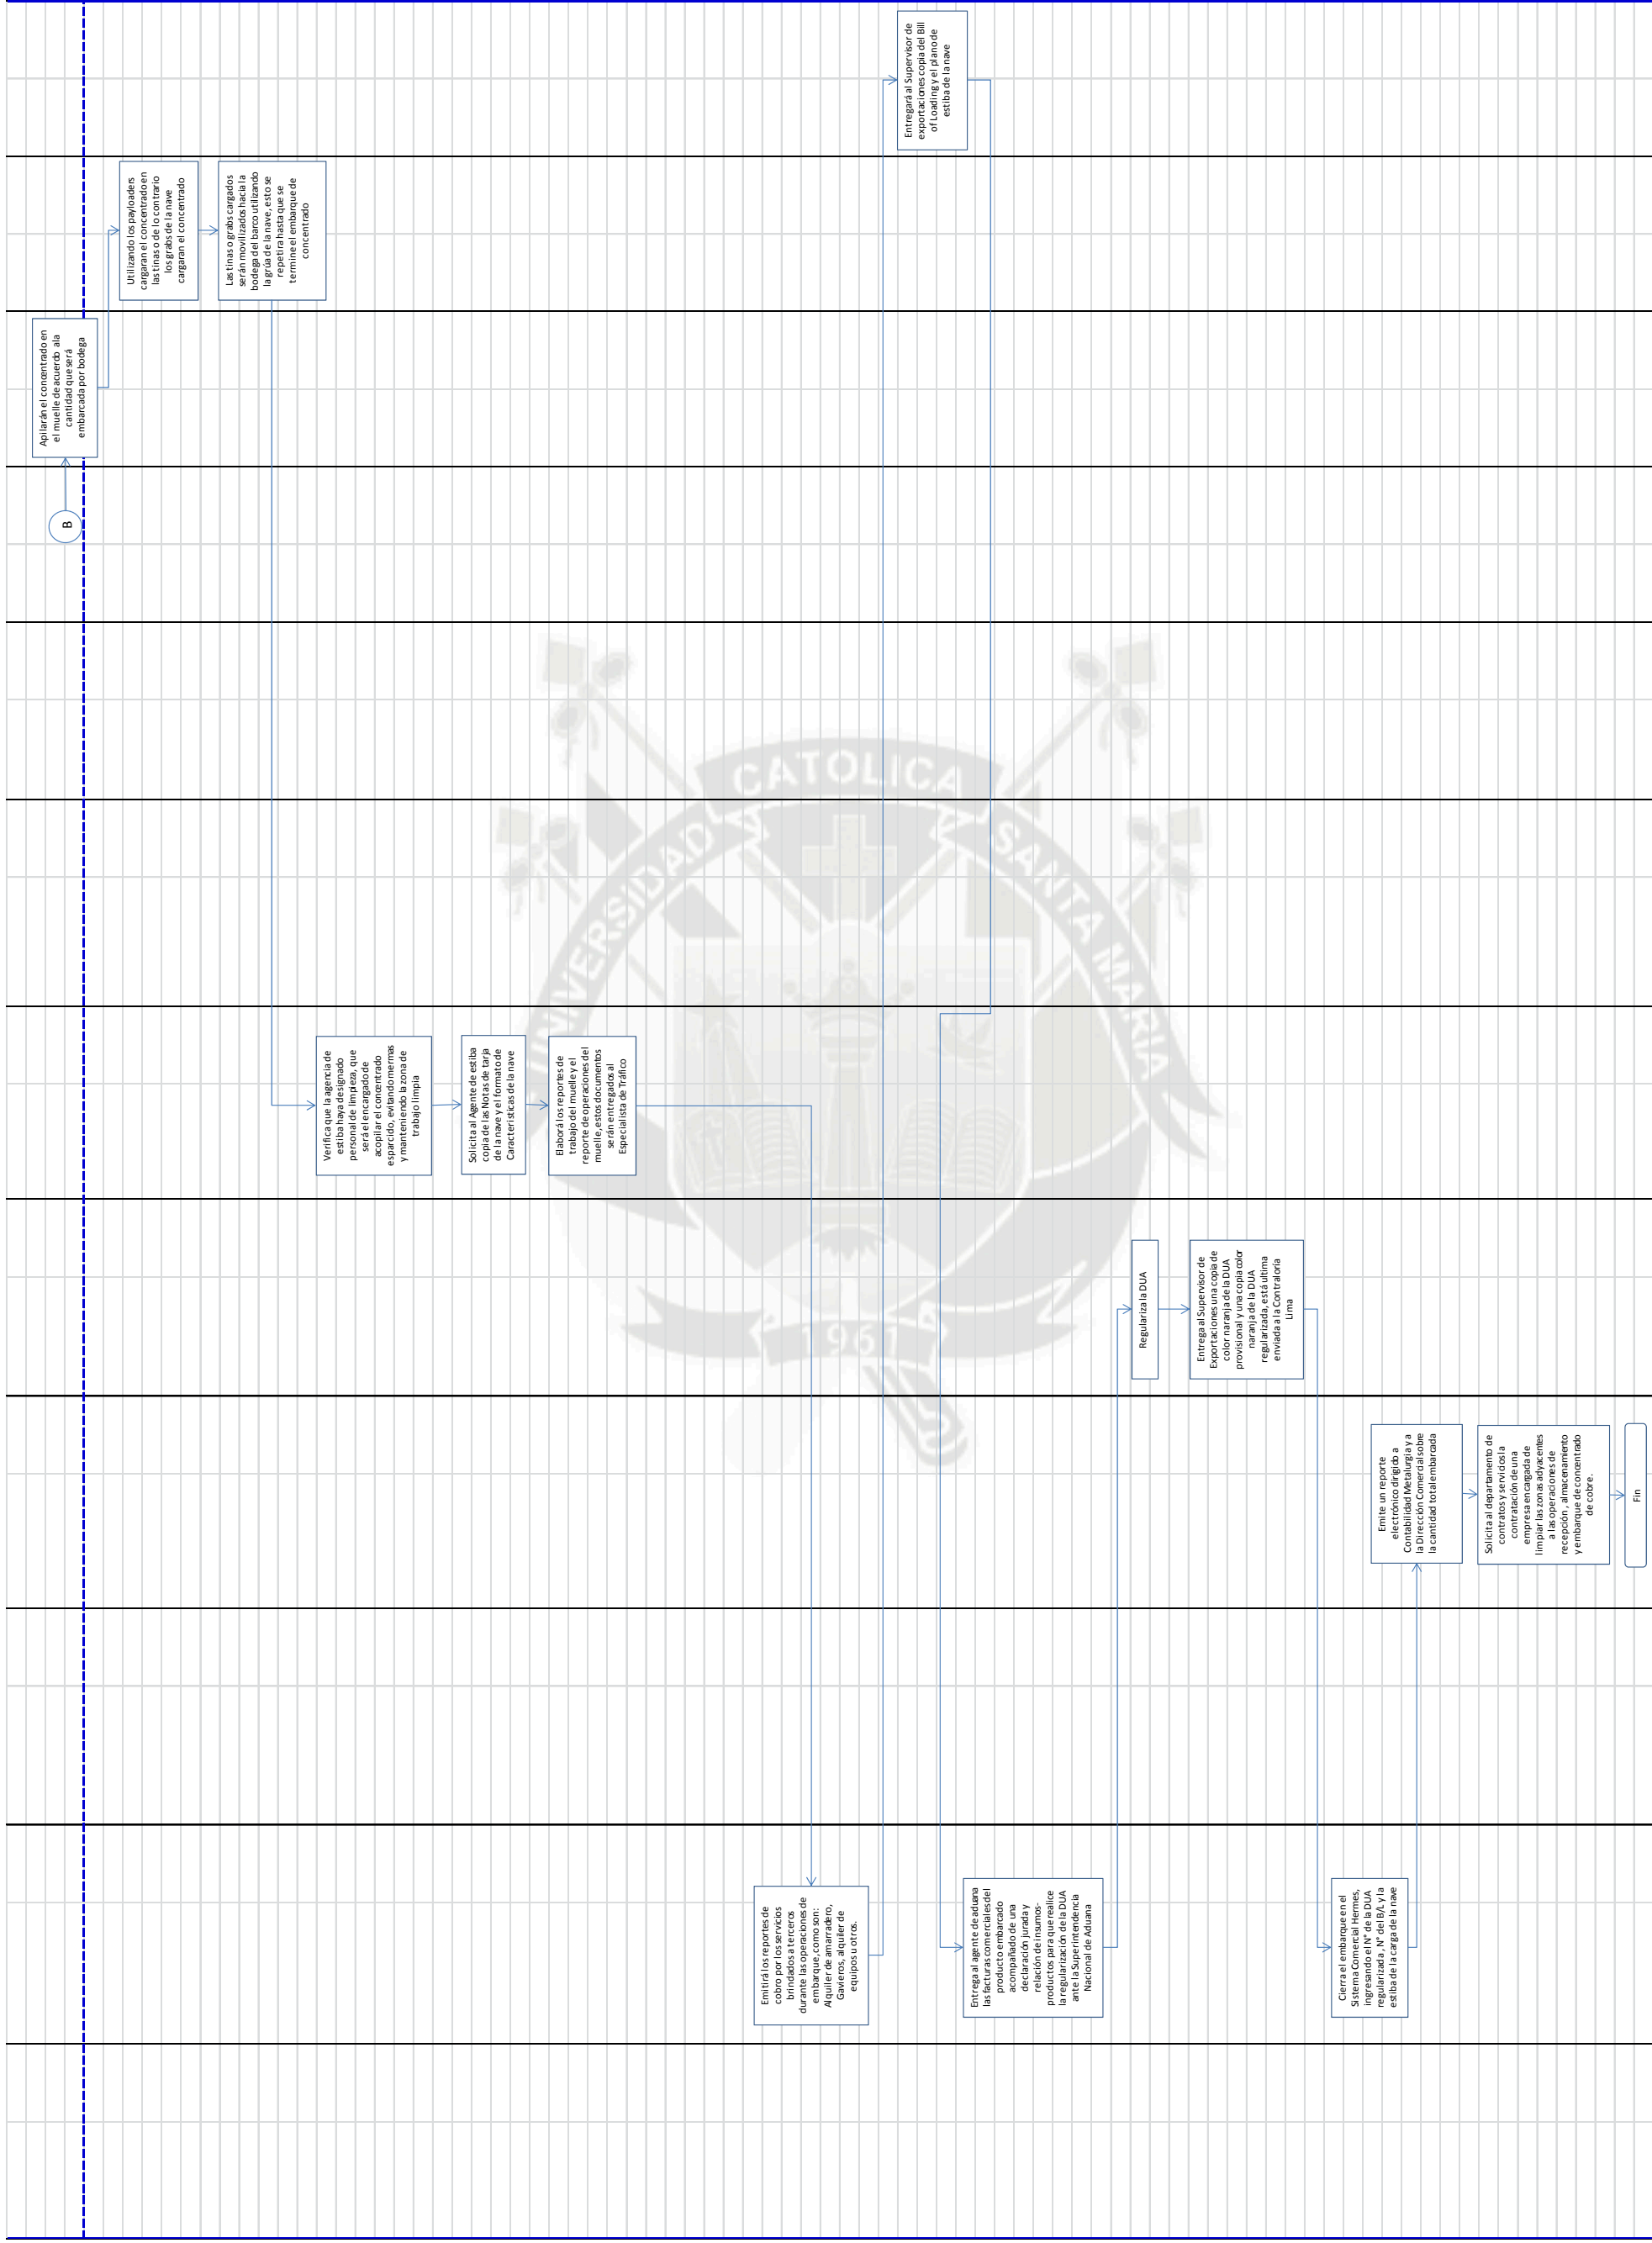 B
Apilarán el concentrado en
el muelle de acuerdo a la
cantidad que será
embarcada por bodega
Utilizando los payloaders
cargaran el concentrado en
las tinas o de lo contrario
los grabs de la nave
cargaran el concentrado
Las tinas o grabs cargados
serán movilizados hacia la
bodega del barco utilizando
la grúa de la nave, esto se
repetira hasta que se
termine el embarque de
concentrado
Verifica que la agencia de
estiba haya designado
personal de limpieza, que
será el encargado de
acopilar el concentrado
esparcido, evitando mermas
y manteniendo la zona de
trabajo limpia
Solicita al Agente de estiba
copia de las Notas de tarja
de la nave y el formato de
Caracteristicas de la nave
Elaborá los reportes de
trabajo del muelle y el
reporte de operaciones del
muelle, estos documentos
serán entregados al
Especialista de Tráfico
Emitirá los reportes de
cobro por los servicios
brindados a terceros
durante las operaciones de
embarque, como son:
Alquiler de amarradero,
Gavieros, alquiler de
equipos u otros.
Entregará al Supervisor de
exportaciones copia del Bill
of Loading y el plano de
estiba de la nave
Entrega al agente de aduana
las facturas comerciales del
producto embarcado
acompañado de una
declaración jurada y
relación de insumos-
productos para que realice
la regularización de la DUA
ante la Superintendencia
Nacional de Aduana
Regulariza la DUA
Entrega al Supervisor de
Exportaciones una copia de
color naranja de la DUA
provisional y una copia color
naranja de la DUA
regularizada, está ultima
enviada a la Contraloria
Lima
Cierra el embarque en el
Sistema Comercial Hermes,
ingresando el N° de la DUA
regularizada, N° del B/L y la
estiba de la carga de la nave
Emite un reporte
electrónico dirigido a
Contabilidad Metalurgia y a
la Dirección Comercial sobre
la cantidad total embarcada
Solicita al departamento de
contratos y servicios la
contratación de una
empresa encargada de
limpiar las zonas adyacentes
a las operaciones de
recepción, almacenamiento
y embarque de concentrado
de cobre.
Fin
UNIVERSIDAD CATOLICA SANTA MARIA
1961